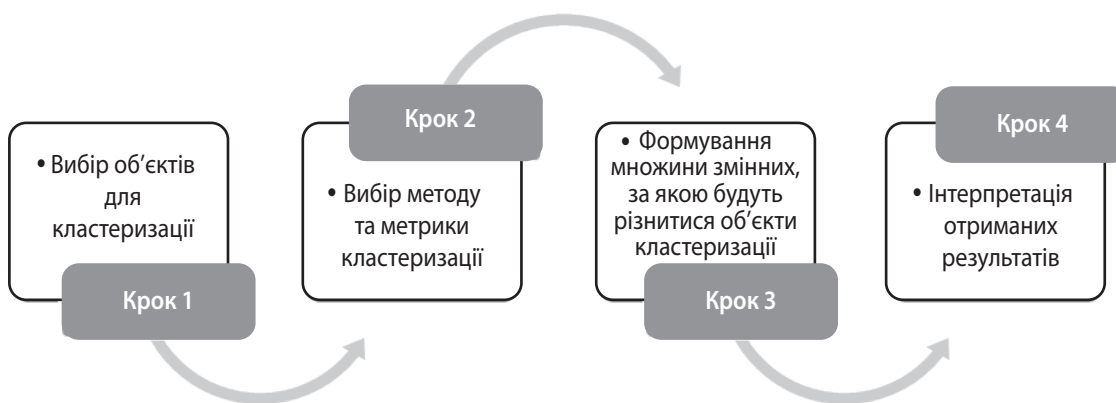 • Вибір об’єктів
для
кластеризації
Крок 1
Крок 2
• Вибір методу
та метрики
кластеризації
• Формування
множини змінних,
за якою будуть
різнитися об’єкти
кластеризації
Крок 3
Крок 4
• Інтерпретація
отриманих
результатів